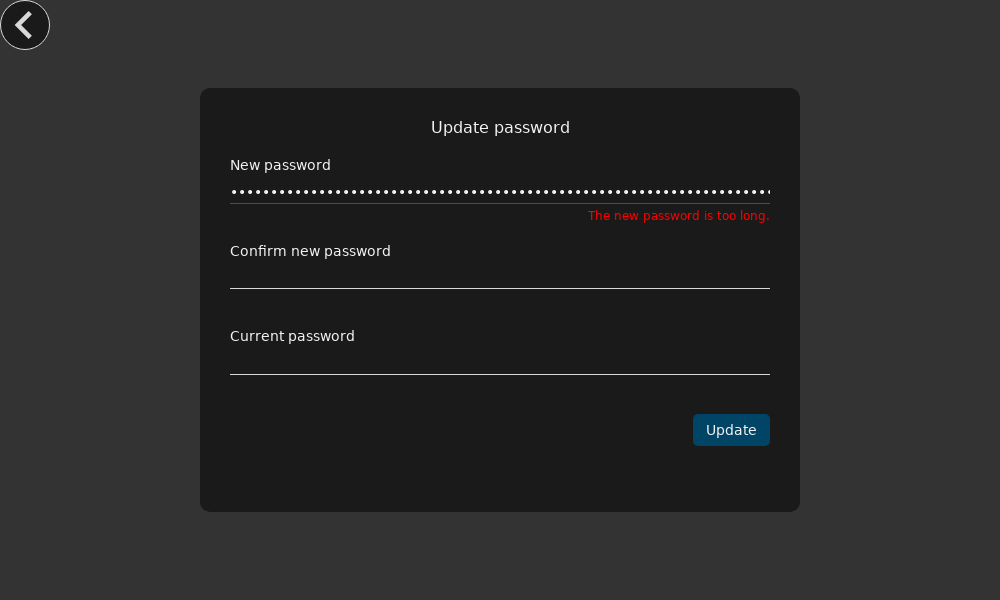 Update password
New password
The new password is too long.
Confirm new password
Current password
Update